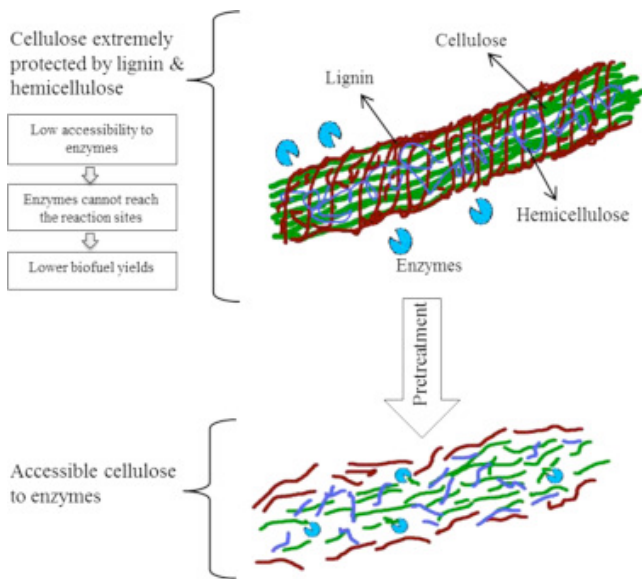 Cellulose extremely
protected by lignin &
hemicellulose
Low accessibility to
enzymes
Enzymes cannot reach
the reaction sites
Lower biofuel yields
Cellulose
Lignin
Hemicellulose
Enzymes
Pretreatment
Accessible cellulose
to enzymes